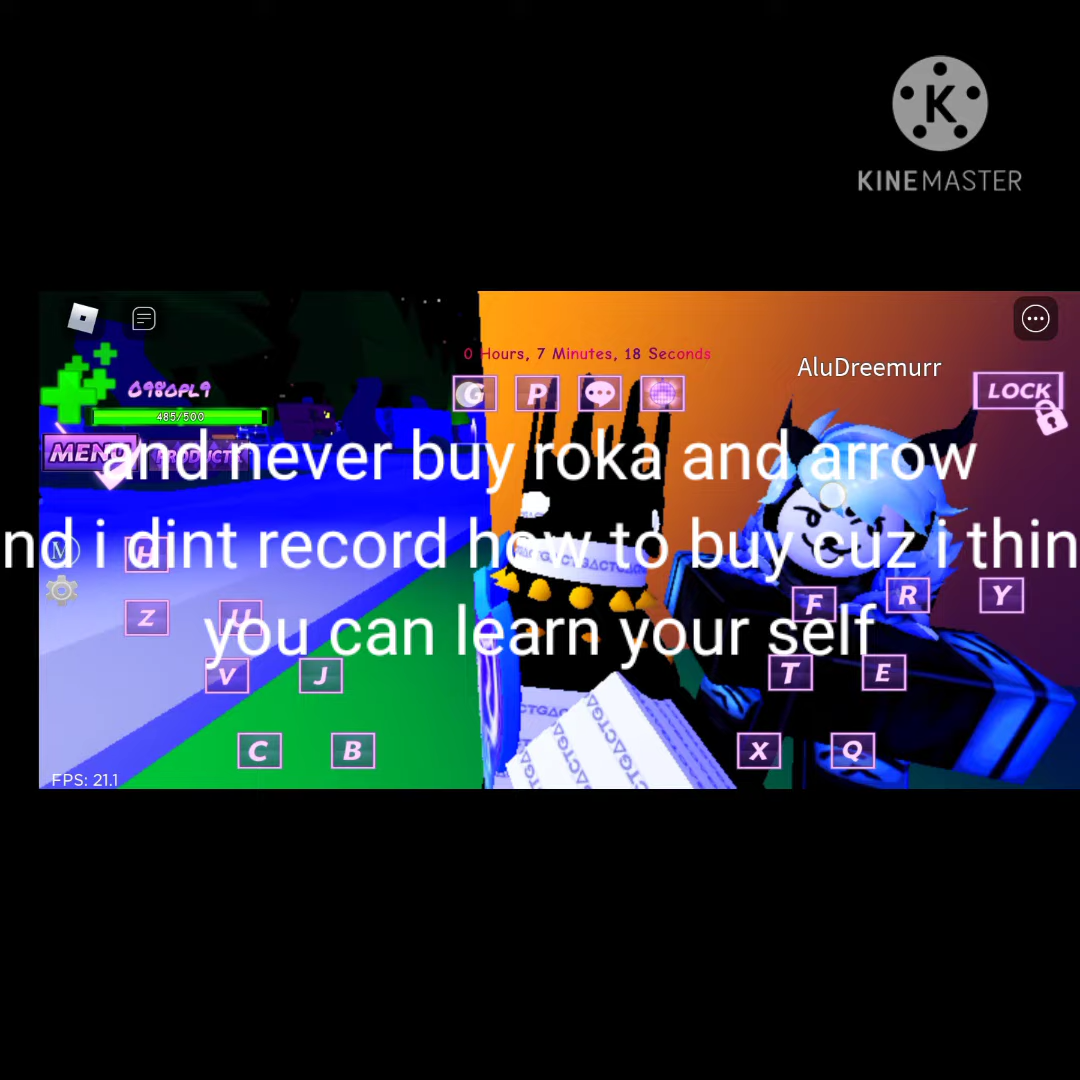 KINEMASTER
0 Hours, 7 Minutes, 18 Seconds
AluDreemurr
G P
LOCK
485/500
MENU PRODUCTS
and never buy roka and arrow
nd i dint record how to buy cuz i thin
you can learn your self
M H
Z U
F R Y
V J
T E
C B
X Q
FPS: 21.1